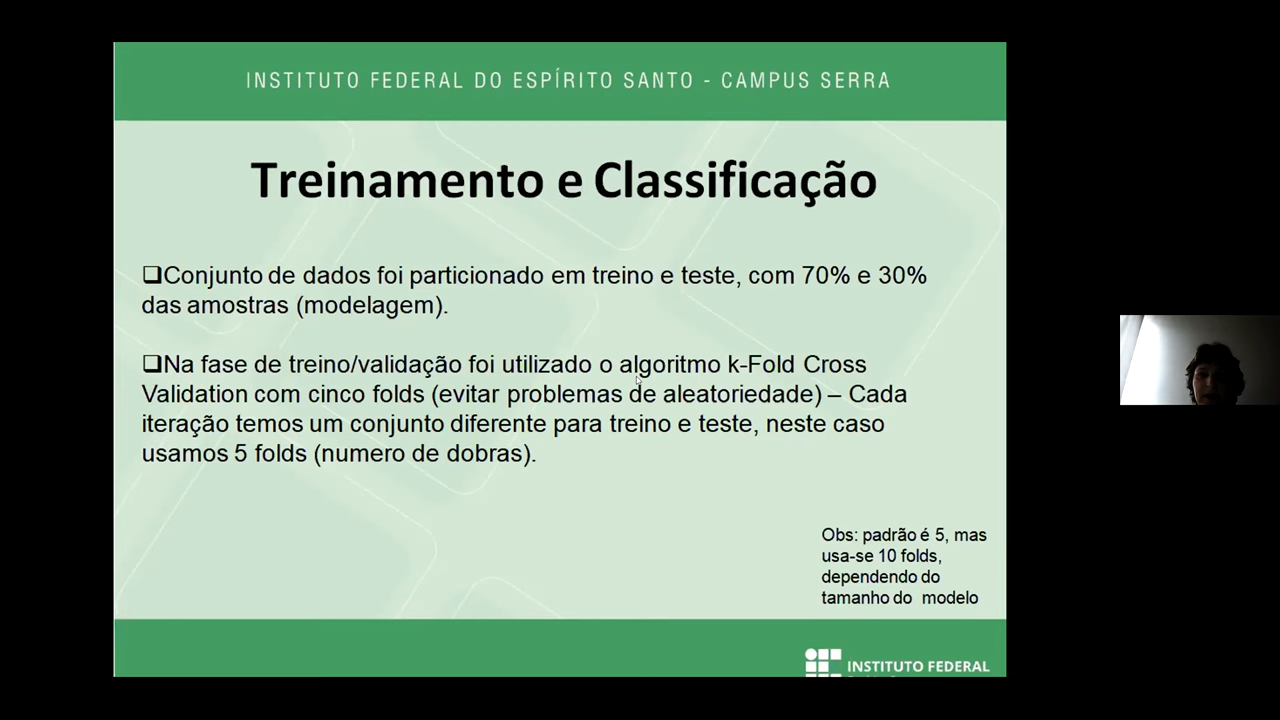 INSTITUTO FEDERAL DO ESPÍRITO SANTO - CAMPUS SERRA
Treinamento e Classificação
❑Conjunto de dados foi particionado em treino e teste, com 70% e 30%
das amostras (modelagem).
❑Na fase de treino/validação foi utilizado o algoritmo k-Fold Cross
Validation com cinco folds (evitar problemas de aleatoriedade) – Cada
iteração temos um conjunto diferente para treino e teste, neste caso
usamos 5 folds (numero de dobras).
Obs: padrão é 5, mas
usa-se 10 folds,
dependendo do
tamanho do modelo
INSTITUTO FEDERAL